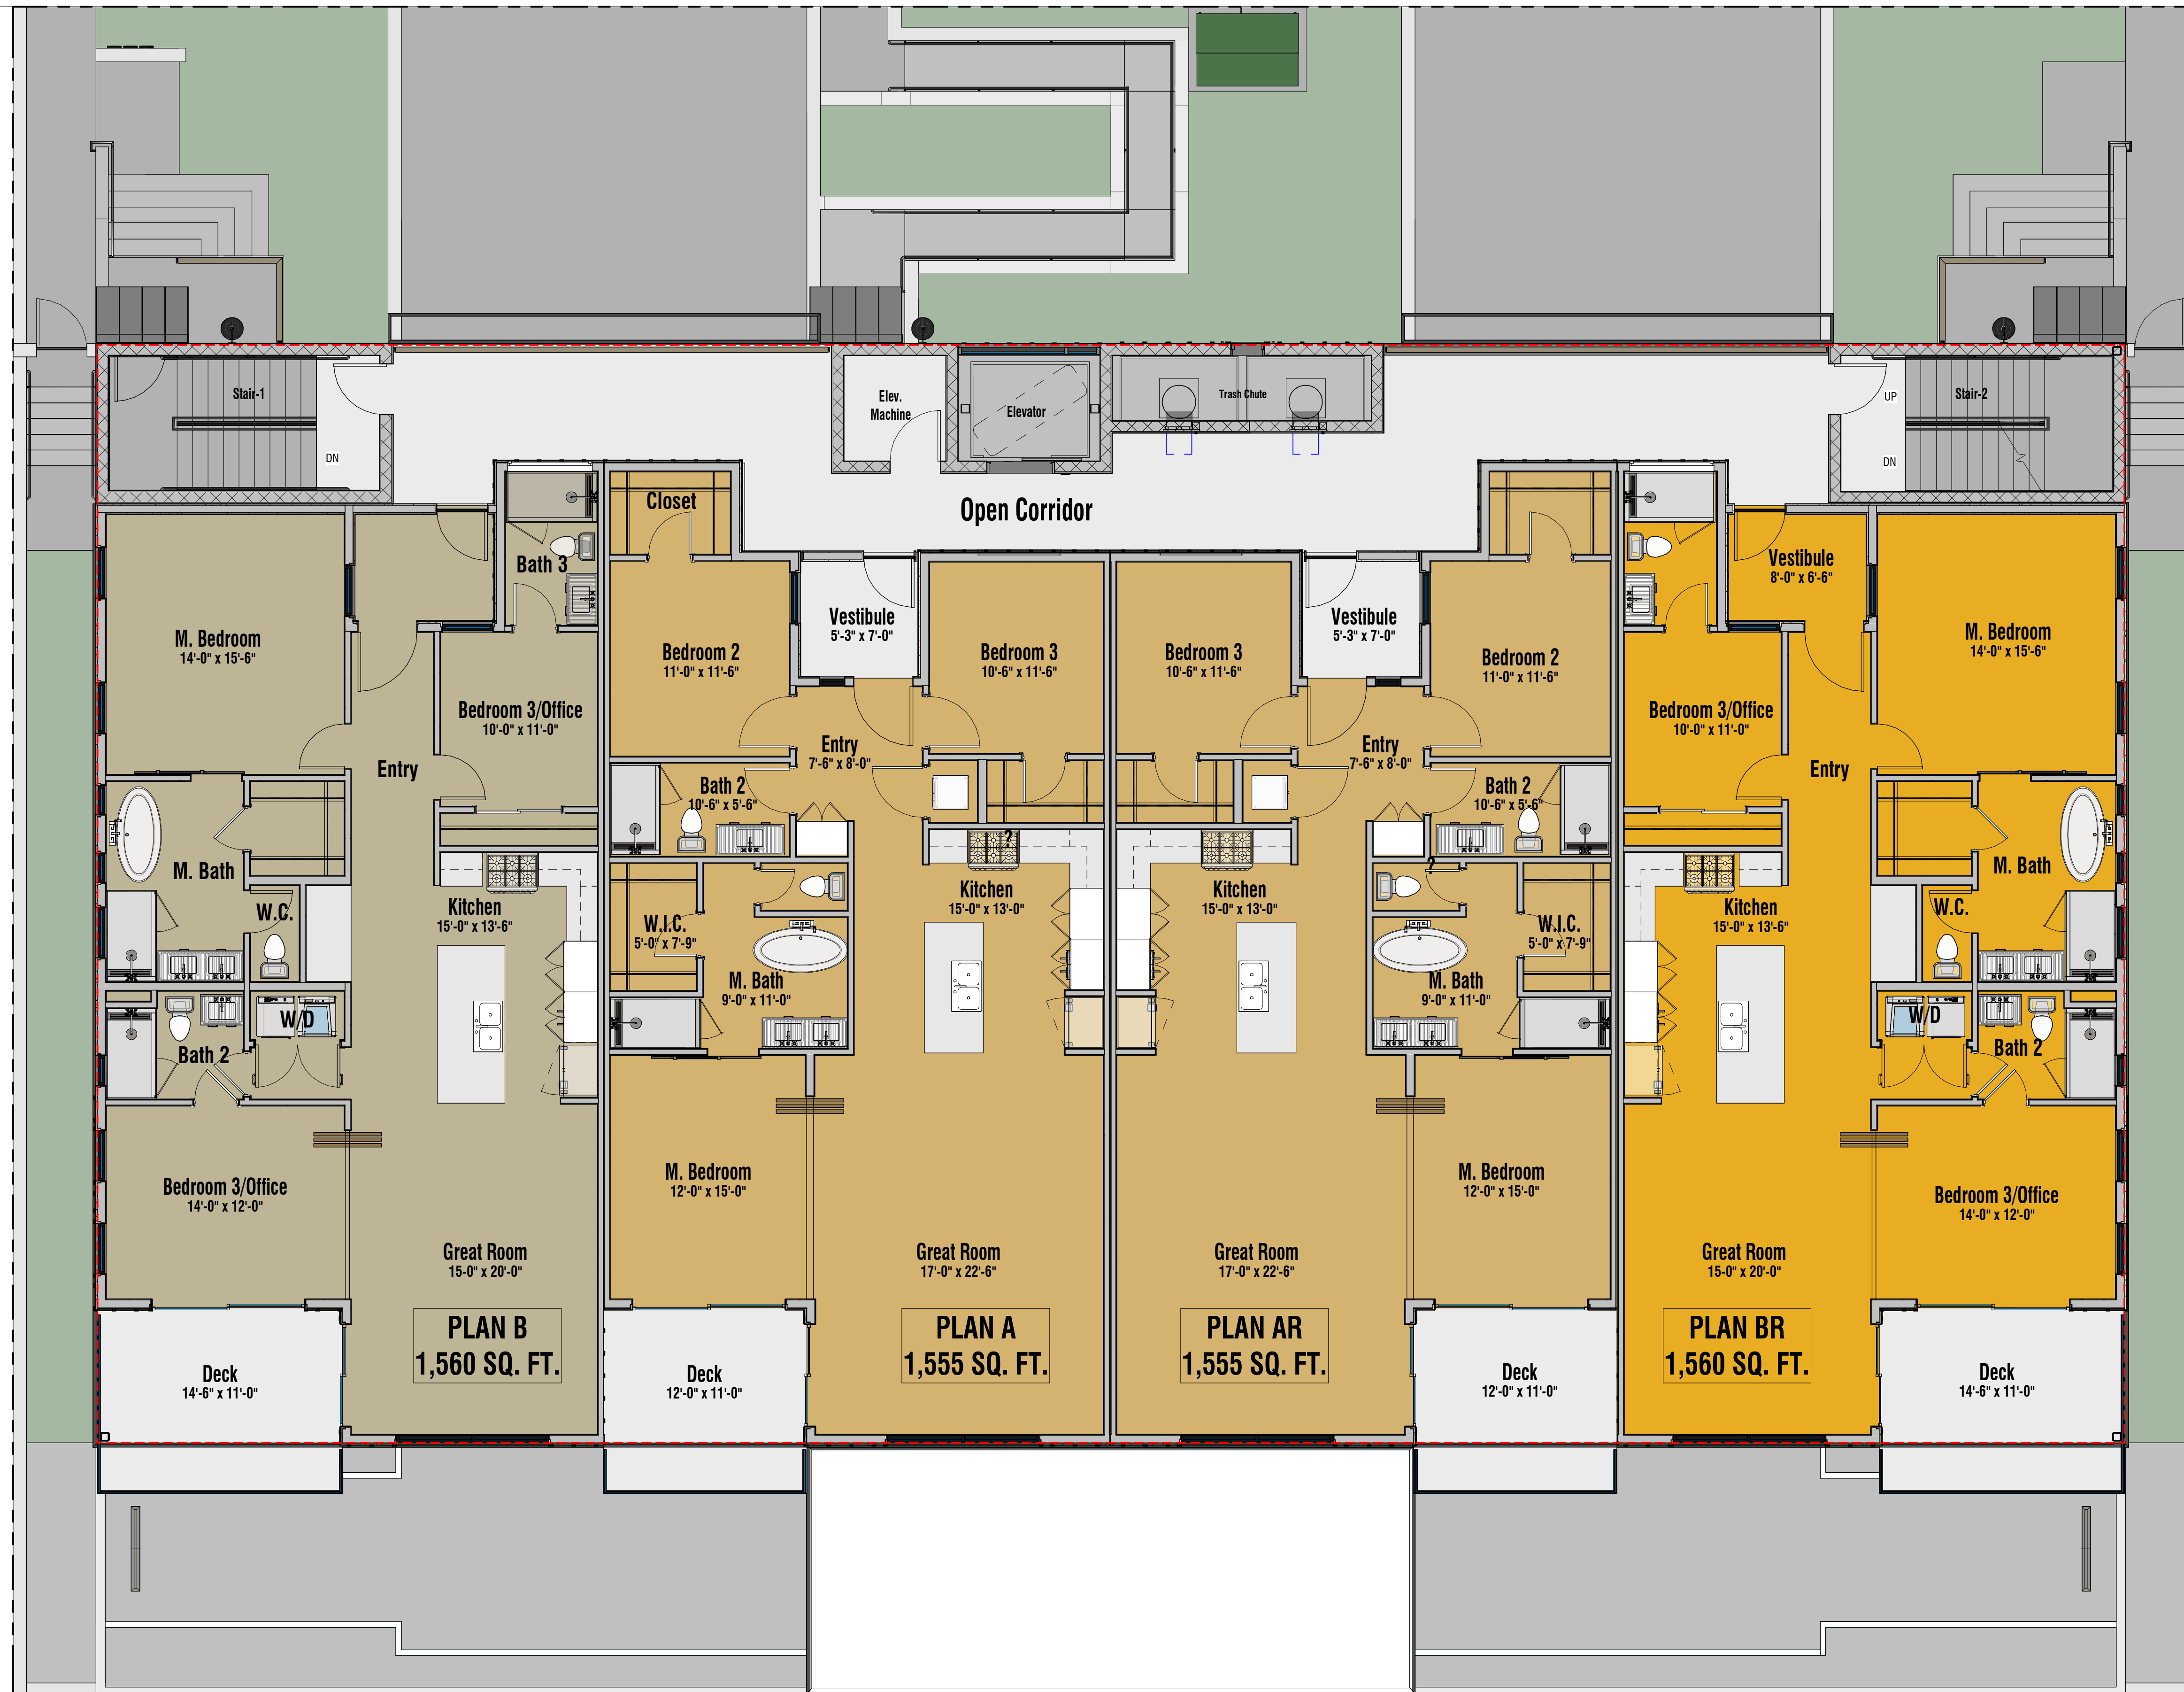 Stair-1
DN
Elev.
Machine
Elevator
Trash Chute
UP
DN
Stair-2
Open Corridor
Closet
Bath 3
M. Bedroom
14'-0" x 15'-6"
Bedroom 3/Office
10'-0" x 11'-0"
Entry
M. Bath
W.C.
Kitchen
15'-0" x 13'-6"
W/D
Bath 2
Bedroom 3/Office
14'-0" x 12'-0"
Great Room
15-0" x 20'-0"
PLAN B
1,560 SQ. FT.
Deck
14'-6" x 11'-0"
Bedroom 2
11'-0" x 11'-6"
Vestibule
5'-3" x 7'-0"
Bedroom 3
10'-6" x 11'-6"
Entry
7'-6" x 8'-0"
Bath 2
10'-6" x 5'-6"
?
Kitchen
15'-0" x 13'-0"
W.I.C.
5'-0" x 7'-9"
M. Bath
9'-0" x 11'-0"
M. Bedroom
12'-0" x 15'-0"
Great Room
17'-0" x 22'-6"
PLAN A
1,555 SQ. FT.
Deck
12'-0" x 11'-0"
Bedroom 3
10'-6" x 11'-6"
Vestibule
5'-3" x 7'-0"
Bedroom 2
11'-0" x 11'-6"
Entry
7'-6" x 8'-0"
Bath 2
10'-6" x 5'-6"
?
Kitchen
15'-0" x 13'-0"
W.I.C.
5'-0" x 7'-9"
M. Bath
9'-0" x 11'-0"
M. Bedroom
12'-0" x 15'-0"
Great Room
17'-0" x 22'-6"
PLAN AR
1,555 SQ. FT.
Deck
12'-0" x 11'-0"
Vestibule
8'-0" x 6'-6"
M. Bedroom
14'-0" x 15'-6"
Bedroom 3/Office
10'-0" x 11'-0"
Entry
M. Bath
W.C.
Kitchen
15'-0" x 13'-6"
W/D
Bath 2
Bedroom 3/Office
14'-0" x 12'-0"
Great Room
15-0" x 20'-0"
PLAN BR
1,560 SQ. FT.
Deck
14'-6" x 11'-0"